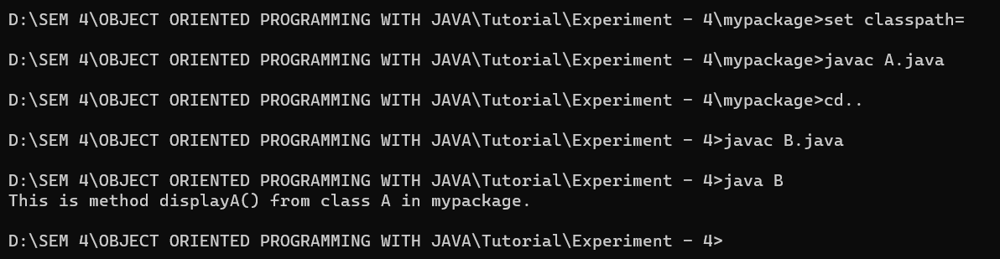 D:\SEM 4\OBJECT ORIENTED PROGRAMMING WITH JAVA\Tutorial\Experiment - 4\mypackage>set classpath=
D:\SEM 4\OBJECT ORIENTED PROGRAMMING WITH JAVA\Tutorial\Experiment - 4\mypackage>javac A.java
D:\SEM 4\OBJECT ORIENTED PROGRAMMING WITH JAVA\Tutorial\Experiment - 4\mypackage>cd..
D:\SEM 4\OBJECT ORIENTED PROGRAMMING WITH JAVA\Tutorial\Experiment - 4>javac B.java
D:\SEM 4\OBJECT ORIENTED PROGRAMMING WITH JAVA\Tutorial\Experiment - 4>java B
This is method displayA() from class A in mypackage.
D:\SEM 4\OBJECT ORIENTED PROGRAMMING WITH JAVA\Tutorial\Experiment - 4>